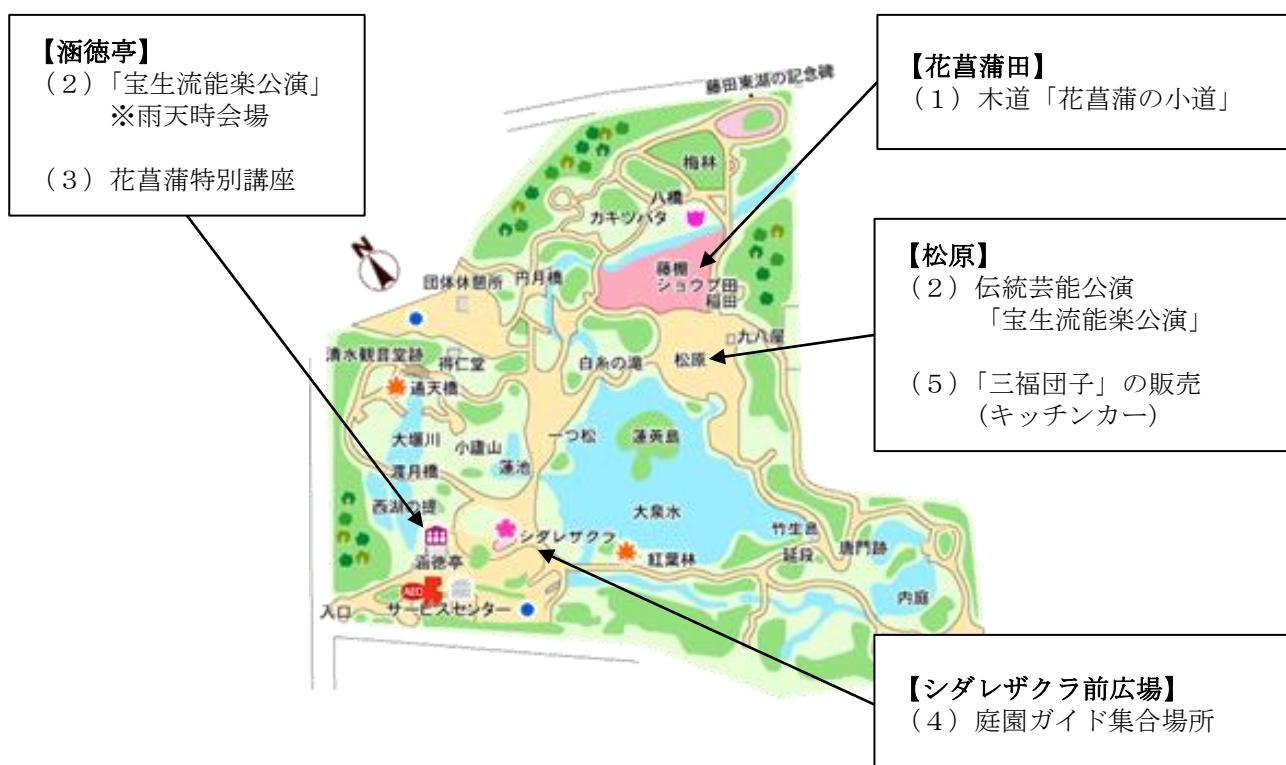 【涵徳亭】
（２）「宝生流能楽公演」
※雨天時会場
（３）花菖蒲特別講座
【花菖蒲田】
（１）木道「花菖蒲の小道」
【松原】
（２）伝統芸能公演
「宝生流能楽公演」
（５）「三福団子」の販売
（キッチンカー）
【シダレザクラ前広場】
（４）庭園ガイド集合場所
藤田東湖の記念碑
梅林
八橋
カキツバタ
N
藤棚
ショウブ田
稲田
団体休憩所
円月橋
九八屋
清水観音堂跡
得仁堂
白糸の滝
松原
通天橋
大堰川
小廬山
一つ松
蓬莱島
蓮池
渡月橋
西湖の堤
大泉水
シダレザクラ
竹生島
涵徳亭
紅葉林
延段
唐門跡
AED
内庭
入口
サービスセンター